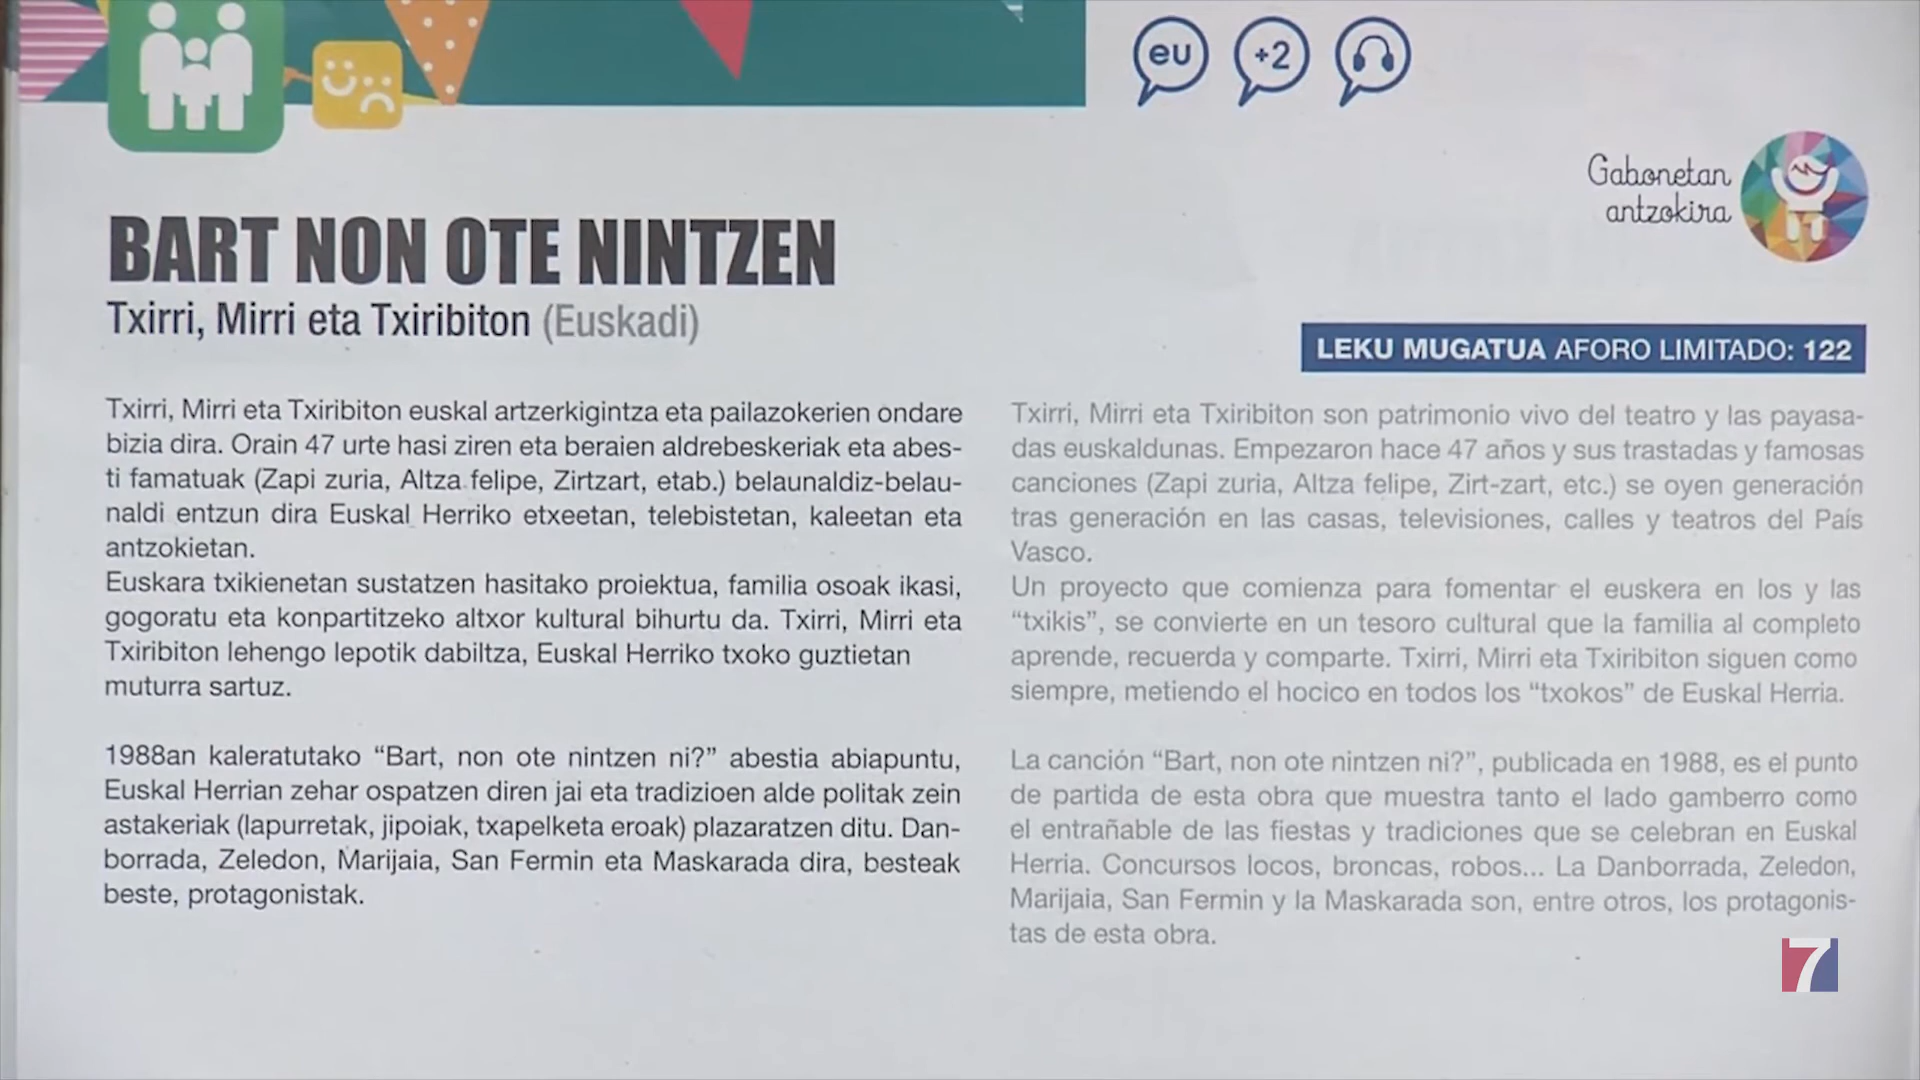 eu
+2
Gabonetan
antzokira
BART NON OTE NINTZEN
Txirri, Mirri eta Txiribiton (Euskadi)
LEKU MUGATUA AFORO LIMITADO: 122
Txirri, Mirri eta Txiribiton euskal artzerkigintza eta pailazokerien ondare
bizia dira. Orain 47 urte hasi ziren eta beraien aldrebeskeriak eta abes-
ti famatuak (Zapi zuria, Altza felipe, Zirtzart, etab.) belaunaldiz-belau-
naldi entzun dira Euskal Herriko etxeetan, telebistetan, kaleetan eta
antzokietan.
Euskara txikienetan sustatzen hasitako proiektua, familia osoak ikasi,
gogoratu eta konpartitzeko altxor kultural bihurtu da. Txirri, Mirri eta
Txiribiton lehengo lepotik dabiltza, Euskal Herriko txoko guztietan
muturra sartuz.
1988an kaleratutako “Bart, non ote nintzen ni?” abestia abiapuntu,
Euskal Herrian zehar ospatzen diren jai eta tradizioen alde politak zein
astakeriak (lapurretak, jipoiak, txapelketa eroak) plazaratzen ditu. Dan-
borrada, Zeledon, Marijaia, San Fermin eta Maskarada dira, besteak
beste, protagonistak.
Txirri, Mirri eta Txiribiton son patrimonio vivo del teatro y las payasa-
das euskaldunas. Empezaron hace 47 años y sus trastadas y famosas
canciones (Zapi zuria, Altza felipe, Zirt-zart, etc.) se oyen generación
tras generación en las casas, televisiones, calles y teatros del País
Vasco.
Un proyecto que comienza para fomentar el euskera en los y las
“txikis”, se convierte en un tesoro cultural que la familia al completo
aprende, recuerda y comparte. Txirri, Mirri eta Txiribiton siguen como
siempre, metiendo el hocico en todos los “txokos” de Euskal Herria.
La canción “Bart, non ote nintzen ni?”, publicada en 1988, es el punto
de partida de esta obra que muestra tanto el lado gamberro como
el entrañable de las fiestas y tradiciones que se celebran en Euskal
Herria. Concursos locos, broncas, robos... La Danborrada, Zeledon,
Marijaia, San Fermin y la Maskarada son, entre otros, los protagonis-
tas de esta obra.
7